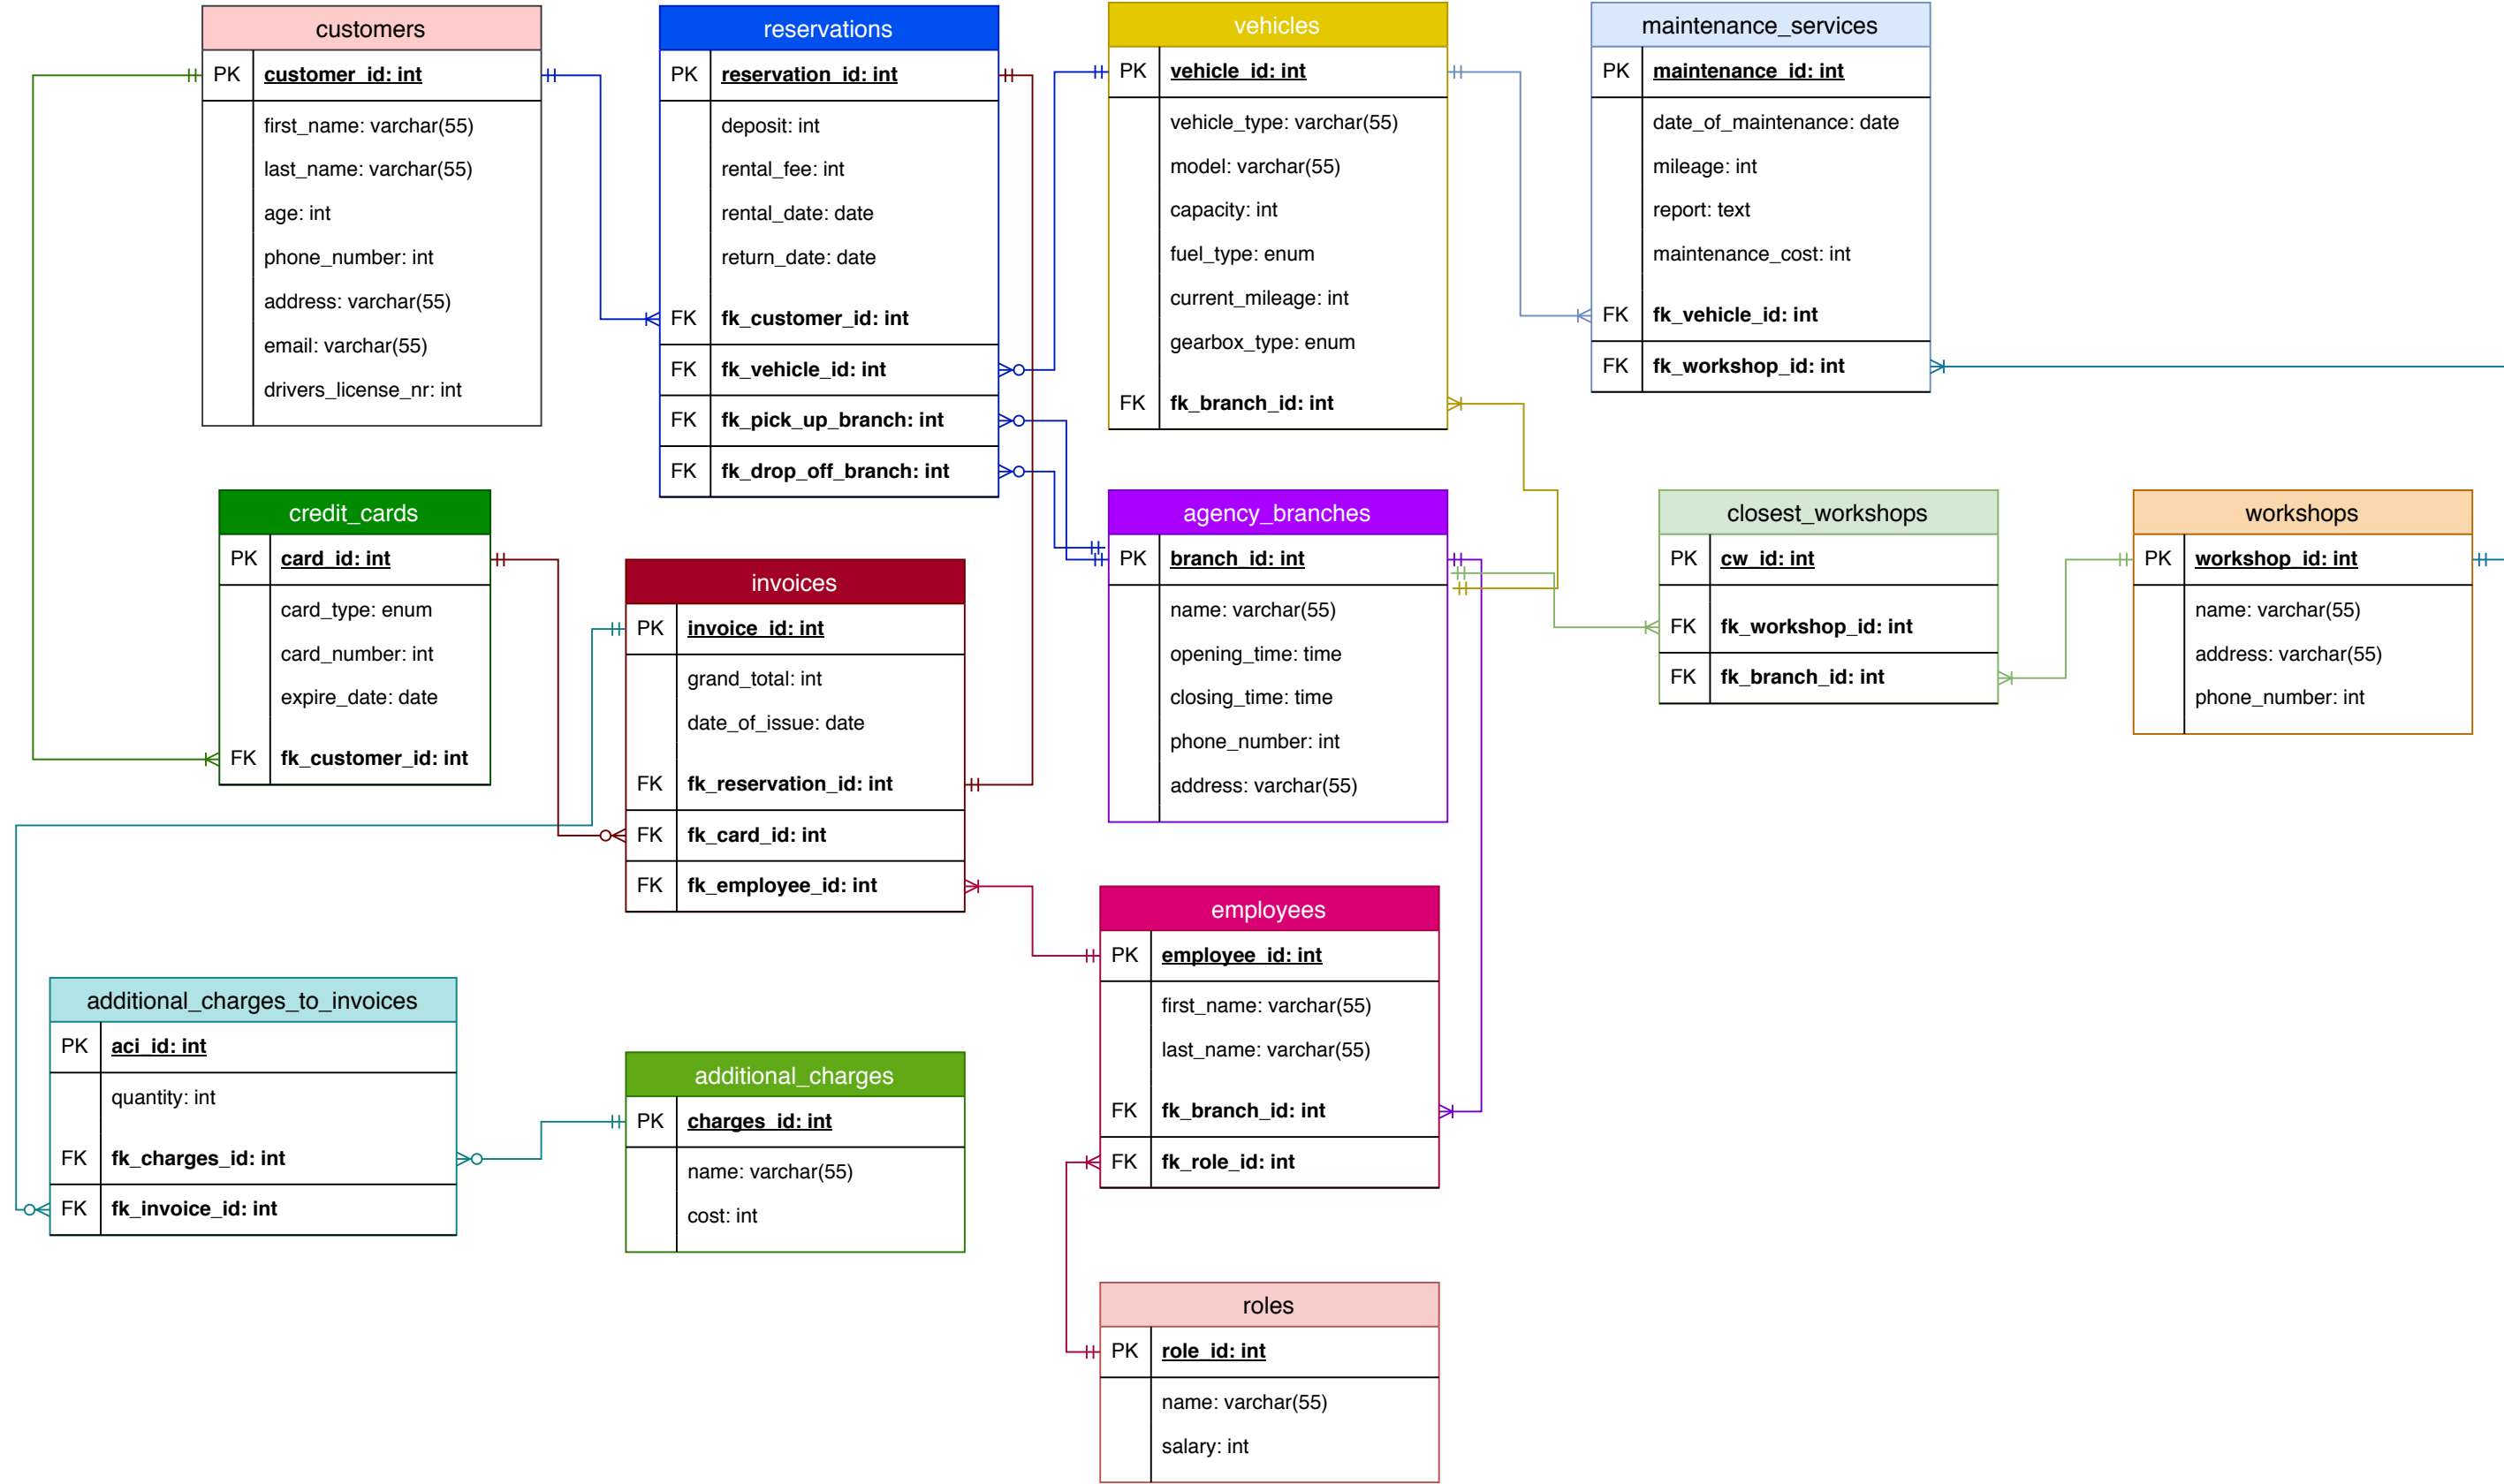 customers
PK customer_id: int
first_name: varchar(55)
last_name: varchar(55)
age: int
phone_number: int
address: varchar(55)
email: varchar(55)
drivers_license_nr: int
reservations
PK reservation_id: int
deposit: int
rental_fee: int
rental_date: date
return_date: date
FK fk_customer_id: int
FK fk_vehicle_id: int
FK fk_pick_up_branch: int
FK fk_drop_off_branch: int
vehicles
PK vehicle_id: int
vehicle_type: varchar(55)
model: varchar(55)
capacity: int
fuel_type: enum
current_mileage: int
gearbox_type: enum
FK fk_branch_id: int
maintenance_services
PK maintenance_id: int
date_of_maintenance: date
mileage: int
report: text
maintenance_cost: int
FK fk_vehicle_id: int
FK fk_workshop_id: int
credit_cards
PK card_id: int
card_type: enum
card_number: int
expire_date: date
FK fk_customer_id: int
invoices
PK invoice_id: int
grand_total: int
date_of_issue: date
FK fk_reservation_id: int
FK fk_card_id: int
FK fk_employee_id: int
agency_branches
PK branch_id: int
name: varchar(55)
opening_time: time
closing_time: time
phone_number: int
address: varchar(55)
closest_workshops
PK cw_id: int
FK fk_workshop_id: int
FK fk_branch_id: int
workshops
PK workshop_id: int
name: varchar(55)
address: varchar(55)
phone_number: int
additional_charges_to_invoices
PK aci_id: int
quantity: int
FK fk_charges_id: int
FK fk_invoice_id: int
additional_charges
PK charges_id: int
name: varchar(55)
cost: int
employees
PK employee_id: int
first_name: varchar(55)
last_name: varchar(55)
FK fk_branch_id: int
FK fk_role_id: int
roles
PK role_id: int
name: varchar(55)
salary: int